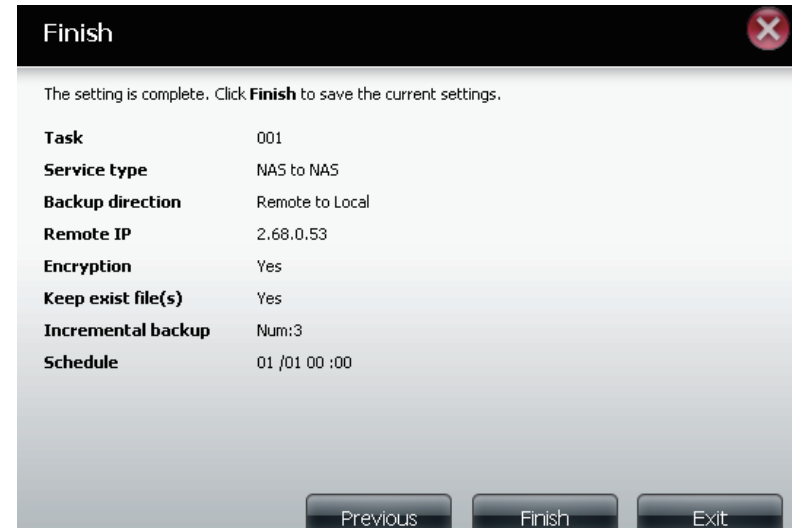 Finish
The setting is complete. Click Finish to save the current settings.
Task 001
Service type NAS to NAS
Backup direction Remote to Local
Remote IP 2.68.0.53
Encryption Yes
Keep exist file(s) Yes
Incremental backup Num:3
Schedule 01 /01 00 :00
Previous Finish Exit